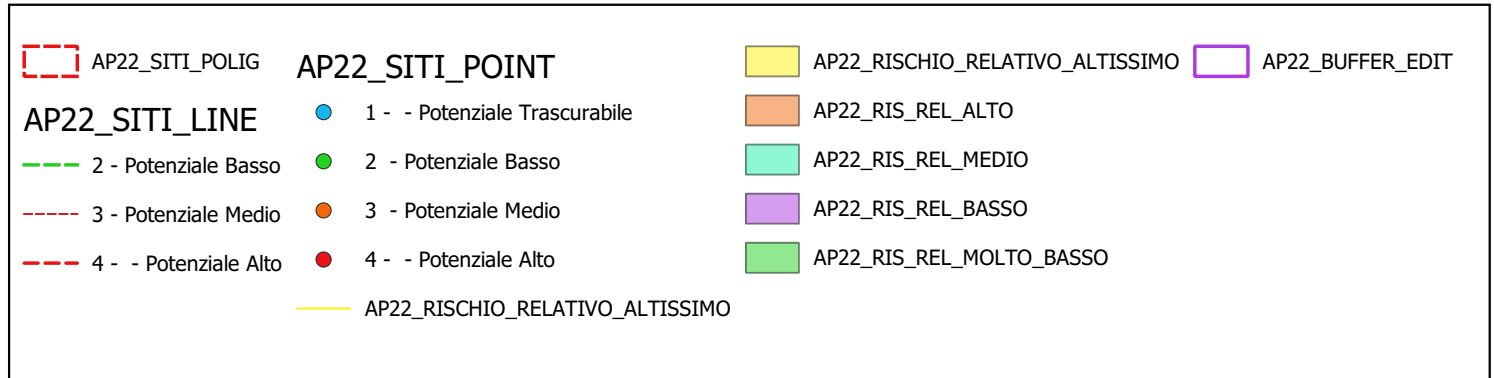 AP22_SITI_POLIG
AP22_SITI_LINE
2 - Potenziale Basso
3 - Potenziale Medio
4 - - Potenziale Alto
AP22_SITI_POINT
1 - - Potenziale Trascurabile
2 - Potenziale Basso
3 - Potenziale Medio
4 - - Potenziale Alto
AP22_RISCHIO_RELATIVO_ALTISSIMO
AP22_RISCHIO_RELATIVO_ALTISSIMO
AP22_RIS_REL_ALTO
AP22_RIS_REL_MEDIO
AP22_RIS_REL_BASSO
AP22_RIS_REL_MOLTO_BASSO
AP22_BUFFER_EDIT